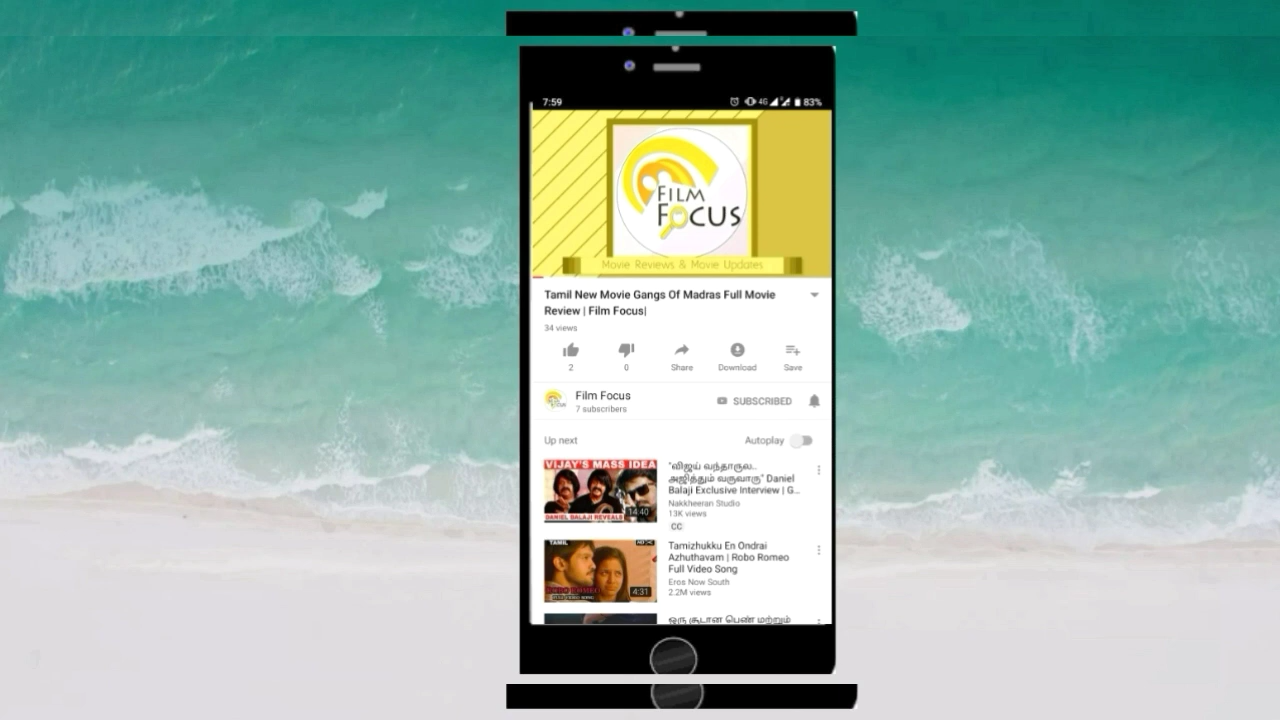 7:59
4G
83%
FILM
FOCUS
Movie Reviews & Movie Updates
Tamil New Movie Gangs Of Madras Full Movie
Review | Film Focus|
34 views
2
0
Share
Download
Save
Film Focus
7 subscribers
SUBSCRIBED
Up next
Autoplay
VIJAY'S MASS IDEA
DANIEL BALAJI REVEALS
14:40
"விஜய் வந்தாருல..
அஜித்தும் வருவாரு" Daniel
Balaji Exclusive Interview | G...
Nakkheeran Studio
13K views
CC
TAMIL
4:31
Tamizhukku En Ondrai
Azhuthavam | Robo Romeo
Full Video Song
Eros Now South
2.2M views
ஒரு சூடான பெண் மற்றும்